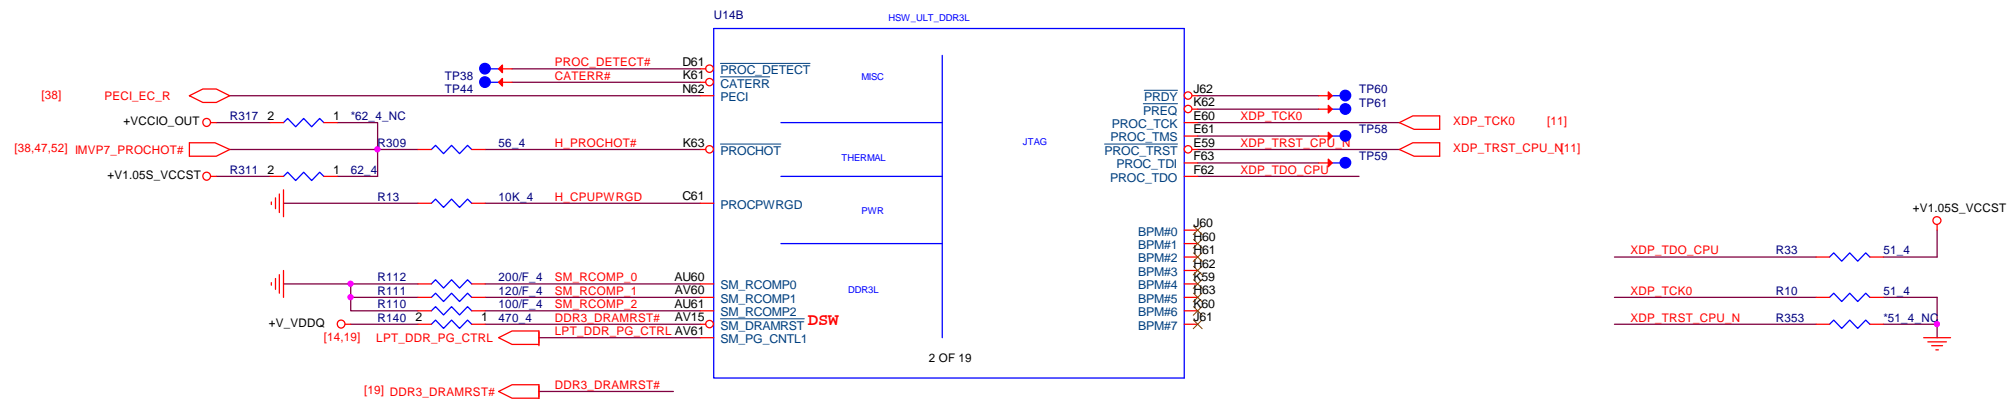 U14B HSW_ULT_DDR3L
PROC_DETECT# D61 PROC_DETECT
TP38 CATERR# K61 CATERR MISC
TP44 N62 PECI
[38] PECI_EC_R
J62 PRDY TP60
K62 PREQ TP61
+VCCIO_OUT R317 2 1 *62_4_NC
E60 PROC_TCK XDP_TCK0 XDP_TCK0 [11]
E61 PROC_TMS TP58
[38,47,52] IMVP7_PROCHOT# R309 56_4 H_PROCHOT# K63 PROCHOT
JTAG
E59 PROC_TRST XDP_TRST_CPU_N XDP_TRST_CPU_N [11]
THERMAL F63 PROC_TDI TP59
+V1.05S_VCCST R311 2 1 62_4
F62 PROC_TDO XDP_TDO_CPU
R13 10K_4 H_CPUPWRGD C61 PROCPWRGD
PWR
+V1.05S_VCCST
BPM#0 J60
BPM#1 H60
BPM#2 H61
BPM#3 H62
BPM#4 K59
BPM#5 H63
BPM#6 K60
BPM#7 J61
XDP_TDO_CPU R33 51_4
R112 200/F_4 SM_RCOMP_0 AU60 SM_RCOMP0
R111 120/F_4 SM_RCOMP_1 AV60 SM_RCOMP1
DDR3L
R110 100/F_4 SM_RCOMP_2 AU61 SM_RCOMP2
XDP_TCK0 R10 51_4
+V_VDDQ R140 2 1 470_4 DDR3_DRAMRST# AV15 SM_DRAMRST DSW
XDP_TRST_CPU_N R353 *51_4_NC
[14,19] LPT_DDR_PG_CTRL LPT_DDR_PG_CTRL AV61 SM_PG_CNTL1
2 OF 19
[19] DDR3_DRAMRST# DDR3_DRAMRST#